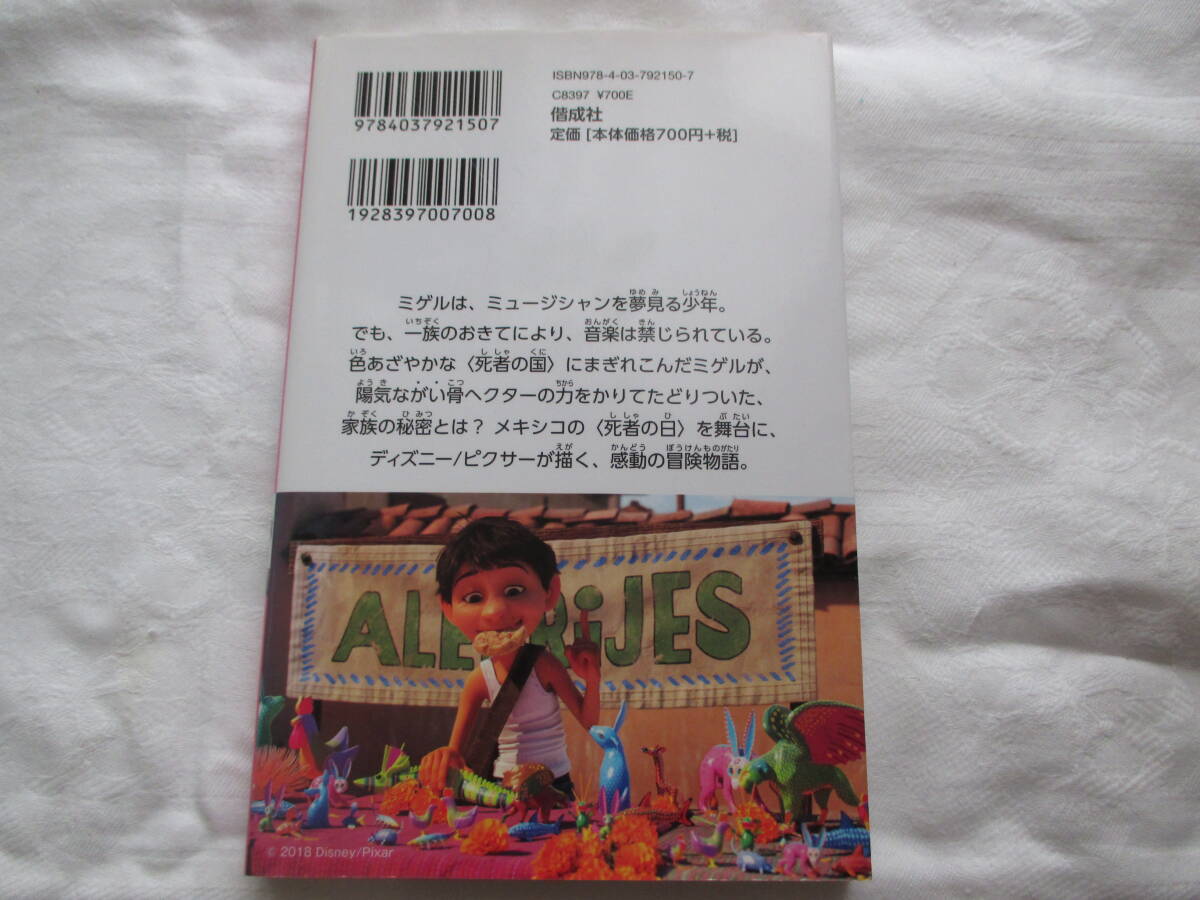 ISBN978-4-03-792150-7
C8397 ¥700E
偕成社
定価 [本体価格700円+税]
9784037921507
1928397007008
ミゲルは、ミュージシャンを夢見る少年。
でも、一族のおきてにより、音楽は禁じられている。
色あざやかな〈死者の国〉にまぎれこんだミゲルが、
陽気ながい骨ヘクターの力をかりてたどりついた、
家族の秘密とは? メキシコの〈死者の日〉を舞台に、
ディズニー/ピクサーが描く、感動の冒険物語。
ALEBRiJES
© 2018 Disney/Pixar